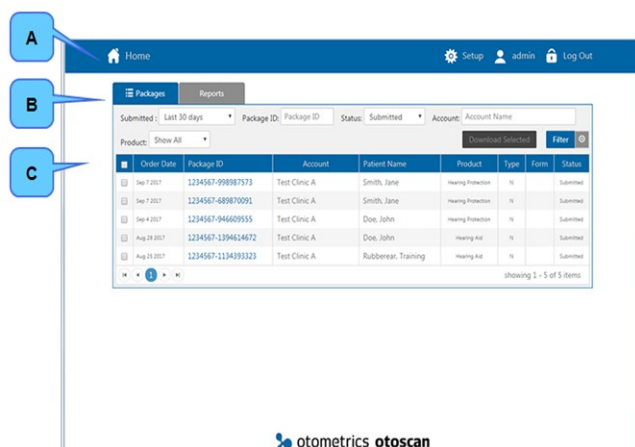 A
Home Setup admin Log Out
B
Packages Reports
Submitted : Last 30 days Package ID: Package ID Status: Submitted Account: Account Name
Product: Show All Download Selected Filter
C
Order Date Package ID Account Patient Name Product Type Form Status
Sep 7 2017 1234567-998987573 Test Clinic A Smith, Jane Hearing Protection N Submitted
Sep 7 2017 1234567-689870091 Test Clinic A Smith, Jane Hearing Protection N Submitted
Sep 4 2017 1234567-946609555 Test Clinic A Doe, John Hearing Protection N Submitted
Aug 28 2017 1234567-1394614672 Test Clinic A Doe, John Hearing Aid N Submitted
Aug 25 2017 1234567-1134393323 Test Clinic A Rubberear, Training Hearing Aid N Submitted
1 showing 1 - 5 of 5 items
otometrics otoscan